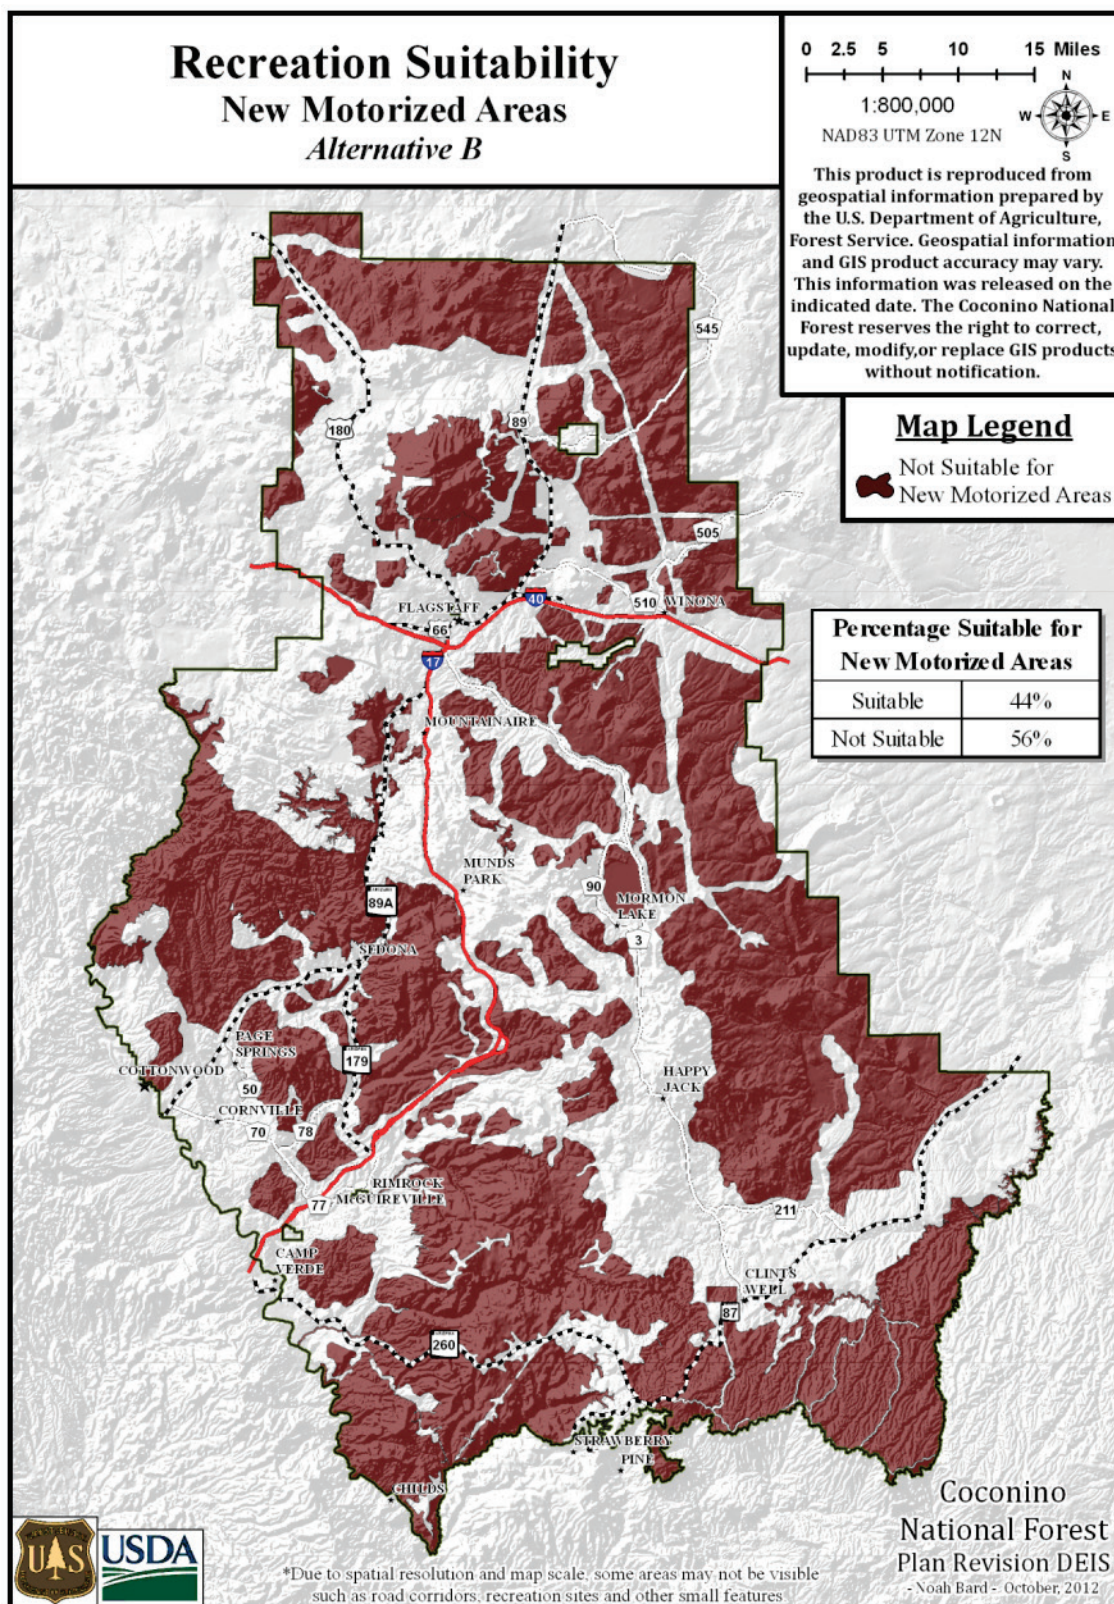 Recreation Suitability
New Motorized Areas
Alternative B
0 2.5 5 10 15 Miles
1:800,000
NAD83 UTM Zone 12N
N
W E
S
This product is reproduced from
geospatial information prepared by
the U.S. Department of Agriculture,
Forest Service. Geospatial information
and GIS product accuracy may vary.
This information was released on the
indicated date. The Coconino National
Forest reserves the right to correct,
update, modify,or replace GIS products
without notification.
Map Legend
Not Suitable for
New Motorized Areas
545
89
180
505
510
WINONA
40
FLAGSTAFF
66
17
Percentage Suitable for
New Motorized Areas
Suitable 44%
Not Suitable 56%
MOUNTAINAIRE
MUNDS
PARK
90
89A
MORMON
LAKE
3
SEDONA
PAGE
SPRINGS
179
COTTONWOOD
HAPPY
JACK
50
CORNVILLE
70
78
RIMROCK
MCGUIREVILLE
77
211
CAMP
VERDE
CLINTS
WELL
87
260
STRAWBERRY
PINE
CHILDS
Coconino
National Forest
Plan Revision DEIS
- Noah Bard - October, 2012
US
USDA
*Due to spatial resolution and map scale, some areas may not be visible
such as road corridors, recreation sites and other small features